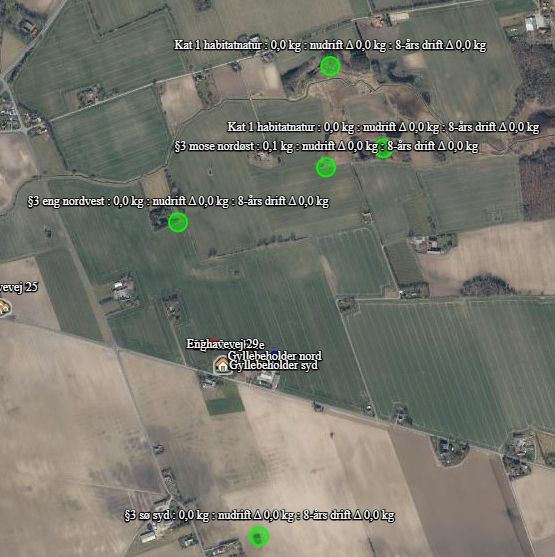 Kat 1 habitatnatur : 0,0 kg : nudrift Δ 0,0 kg : 8-års drift Δ 0,0 kg
Kat 1 habitatnatur : 0,0 kg : nudrift Δ 0,0 kg : 8-års drift Δ 0,0 kg
§3 mose nordøst : 0,1 kg : nudrift Δ 0,0 kg : 8-års drift Δ 0,0 kg
§3 eng nordvest : 0,0 kg : nudrift Δ 0,0 kg : 8-års drift Δ 0,0 kg
vevej 25
Enghavevej 29
Gyllebeholder nord
Gyllebeholder syd
§3 sø syd : 0,0 kg : nudrift Δ 0,0 kg : 8-års drift Δ 0,0 kg